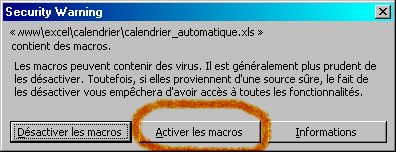 Security Warning
« www\excel\calendrier\calendrier_automatique.xls »
contient des macros.
Les macros peuvent contenir des virus. Il est généralement plus prudent de
les désactiver. Toutefois, si elles proviennent d'une source sûre, le fait de
les désactiver vous empêchera d'avoir accès à toutes les fonctionnalités.
Désactiver les macros
Activer les macros
Informations